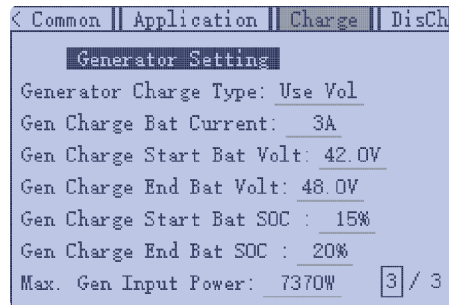 < Common Application Charge DisCh
Generator Setting
Generator Charge Type: Use Vol
Gen Charge Bat Current: 3A
Gen Charge Start Bat Volt: 42.0V
Gen Charge End Bat Volt: 48.0V
Gen Charge Start Bat SOC : 15%
Gen Charge End Bat SOC : 20%
Max. Gen Input Power: 7370W 3 / 3